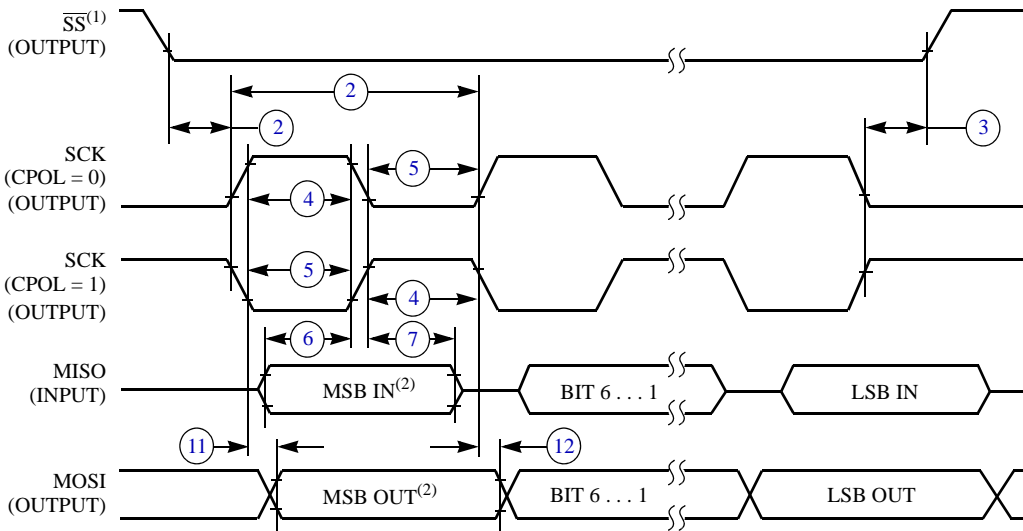 SS(1)
(OUTPUT)
2
2
3
SCK
(CPOL = 0)
(OUTPUT)
5
4
SCK
(CPOL = 1)
(OUTPUT)
5
4
6
7
MISO
(INPUT)
MSB IN(2)
BIT 6 . . . 1
LSB IN
11
12
MOSI
(OUTPUT)
MSB OUT(2)
BIT 6 . . . 1
LSB OUT